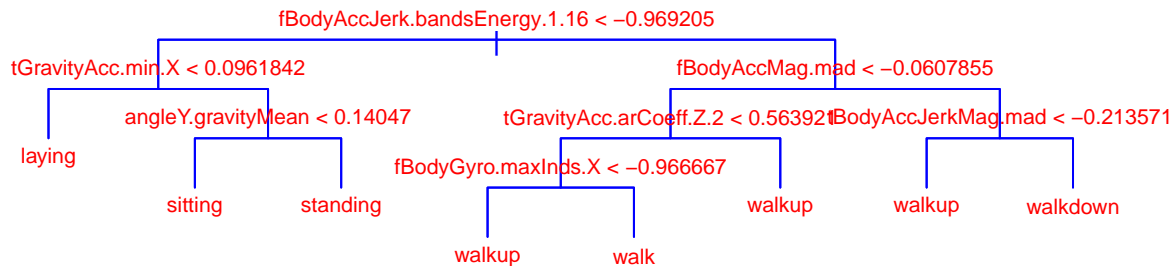 fBodyAccJerk.bandsEnergy.1.16 < −0.969205
tGravityAcc.min.X < 0.0961842
fBodyAccMag.mad < −0.0607855
angleY.gravityMean < 0.14047
tGravityAcc.arCoeff.Z.2 < 0.563921
tBodyAccJerkMag.mad < −0.213571
laying
fBodyGyro.maxInds.X < −0.966667
sitting
standing
walkup
walkup
walkdown
walkup
walk